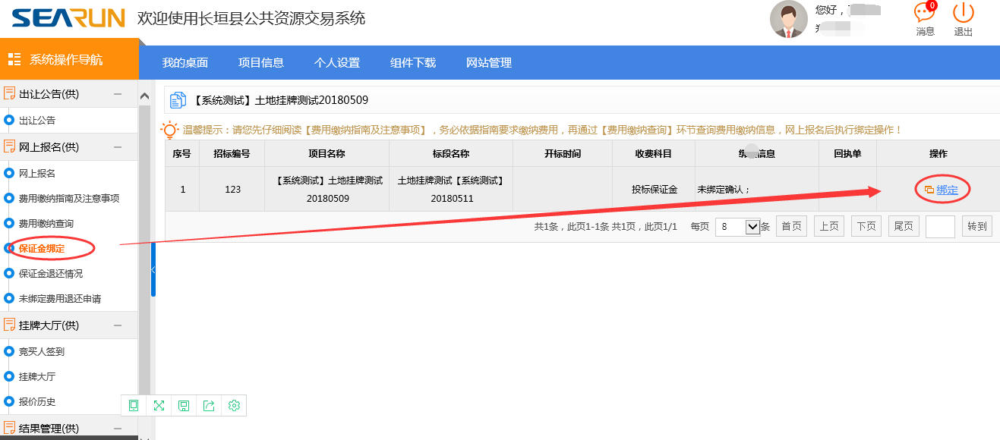 SEARUN 欢迎使用长垣县公共资源交易系统
您好，
0
消息
退出
系统操作导航
我的桌面 项目信息 个人设置 组件下载 网站管理
出让公告(供)
出让公告
网上报名(供)
网上报名
费用缴纳指南及注意事项
费用缴纳查询
保证金绑定
保证金退还情况
未绑定费用退还申请
挂牌大厅(供)
竞买人签到
挂牌大厅
报价历史
结果管理(供)
【系统测试】土地挂牌测试20180509
温馨提示：请您先仔细阅读【费用缴纳指南及注意事项】，务必依据指南要求缴纳费用，再通过【费用缴纳查询】环节查询费用缴纳信息，网上报名后执行绑定操作！
序号 招标编号 项目名称 标段名称 开标时间 收费科目 信息 回执单 操作
1 123 【系统测试】土地挂牌测试20180509 土地挂牌测试【系统测试】20180511 投标保证金 未绑定确认； 绑定
共1条，此页1-1条 共1页，此页1/1 每页 8 条 首页 上页 下页 尾页 转到